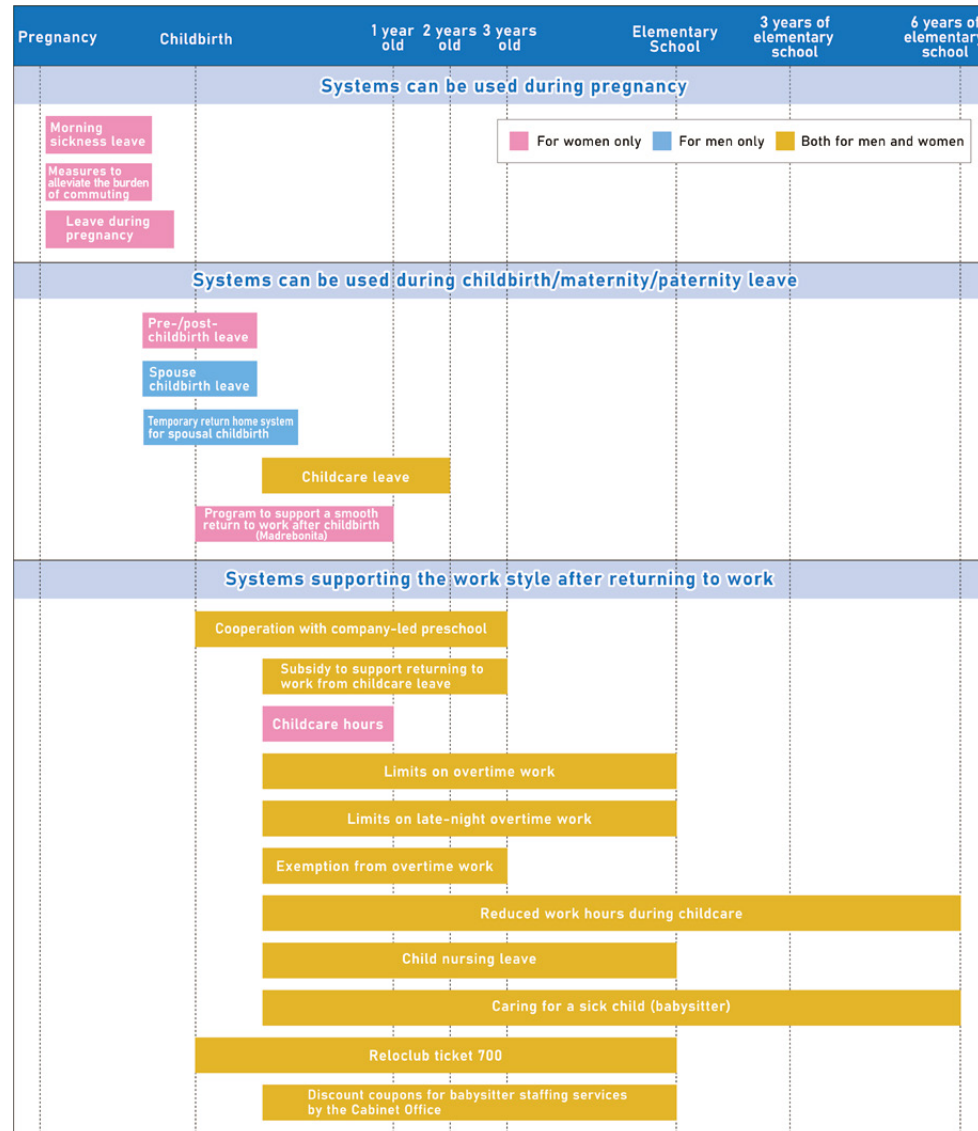 Pregnancy
Childbirth
1 year
old
2 years
old
3 years
old
Elementary
School
3 years of
elementary
school
6 years of
elementary
school
Systems can be used during pregnancy
For women only
For men only
Both for men and women
Morning
sickness leave
Measures to
alleviate the burden
of commuting
Leave during
pregnancy
Systems can be used during childbirth/maternity/paternity leave
Pre-/post-
childbirth leave
Spouse
childbirth leave
Temporary return home system
for spousal childbirth
Childcare leave
Program to support a smooth
return to work after childbirth
(Madrebonita)
Systems supporting the work style after returning to work
Cooperation with company-led preschool
Subsidy to support returning to
work from childcare leave
Childcare hours
Limits on overtime work
Limits on late-night overtime work
Exemption from overtime work
Reduced work hours during childcare
Child nursing leave
Caring for a sick child (babysitter)
Reloclub ticket 700
Discount coupons for babysitter staffing services
by the Cabinet Office